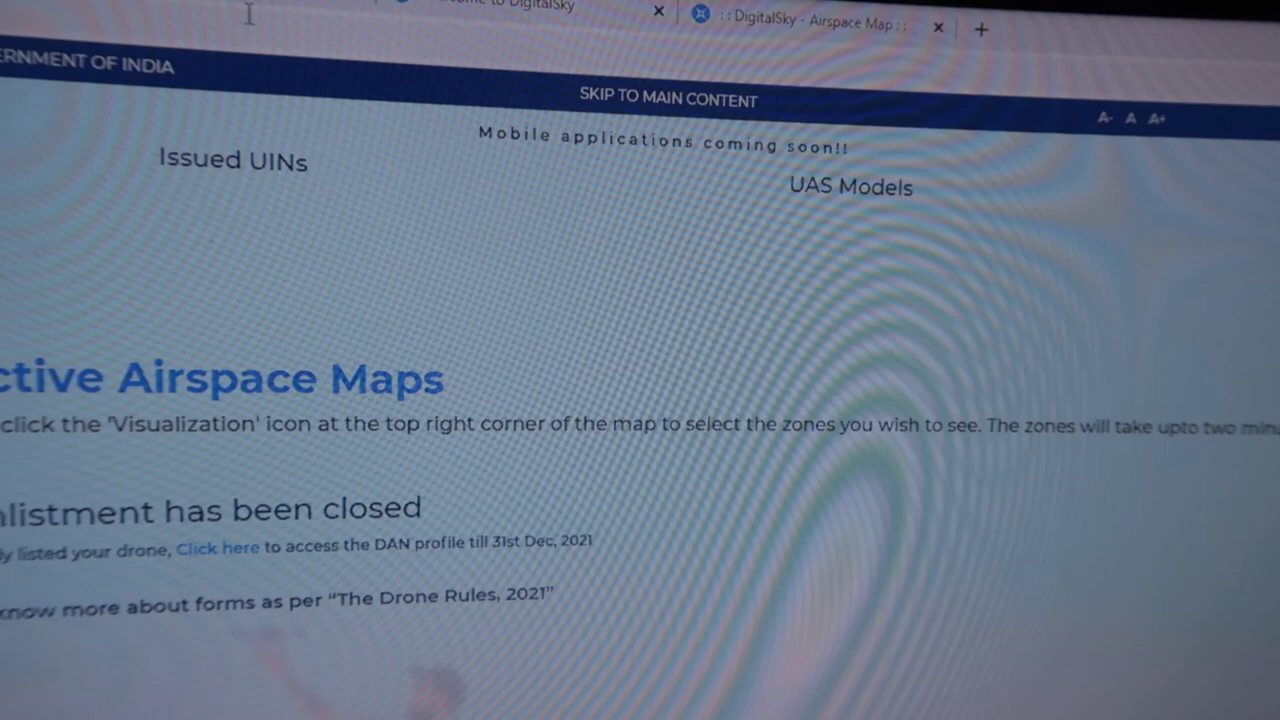 to DigitalSky
:: DigitalSky - Airspace Map ::
ERNMENT OF INDIA
SKIP TO MAIN CONTENT
A- A A+
Mobile applications coming soon!!
Issued UINs
UAS Models
ctive Airspace Maps
click the 'Visualization' icon at the top right corner of the map to select the zones you wish to see. The zones will take upto two min
nlistment has been closed
y listed your drone, Click here to access the DAN profile till 31st Dec, 2021
know more about forms as per “The Drone Rules, 2021”